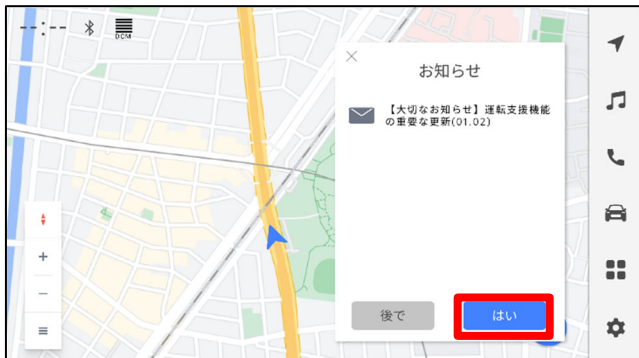 --:--
DCM
お知らせ
【大切なお知らせ】運転支援機能
の重要な更新(01.02)
後で
はい